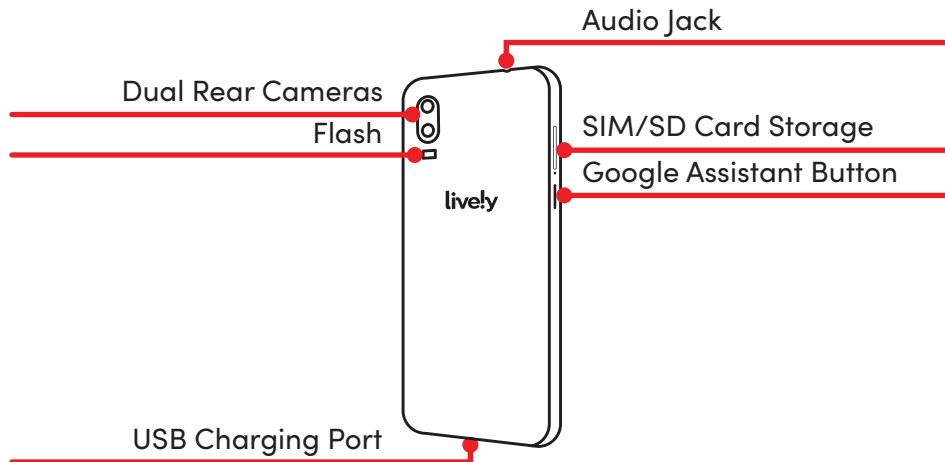 Audio Jack
Dual Rear Cameras
Flash
SIM/SD Card Storage
Google Assistant Button
live!y
USB Charging Port